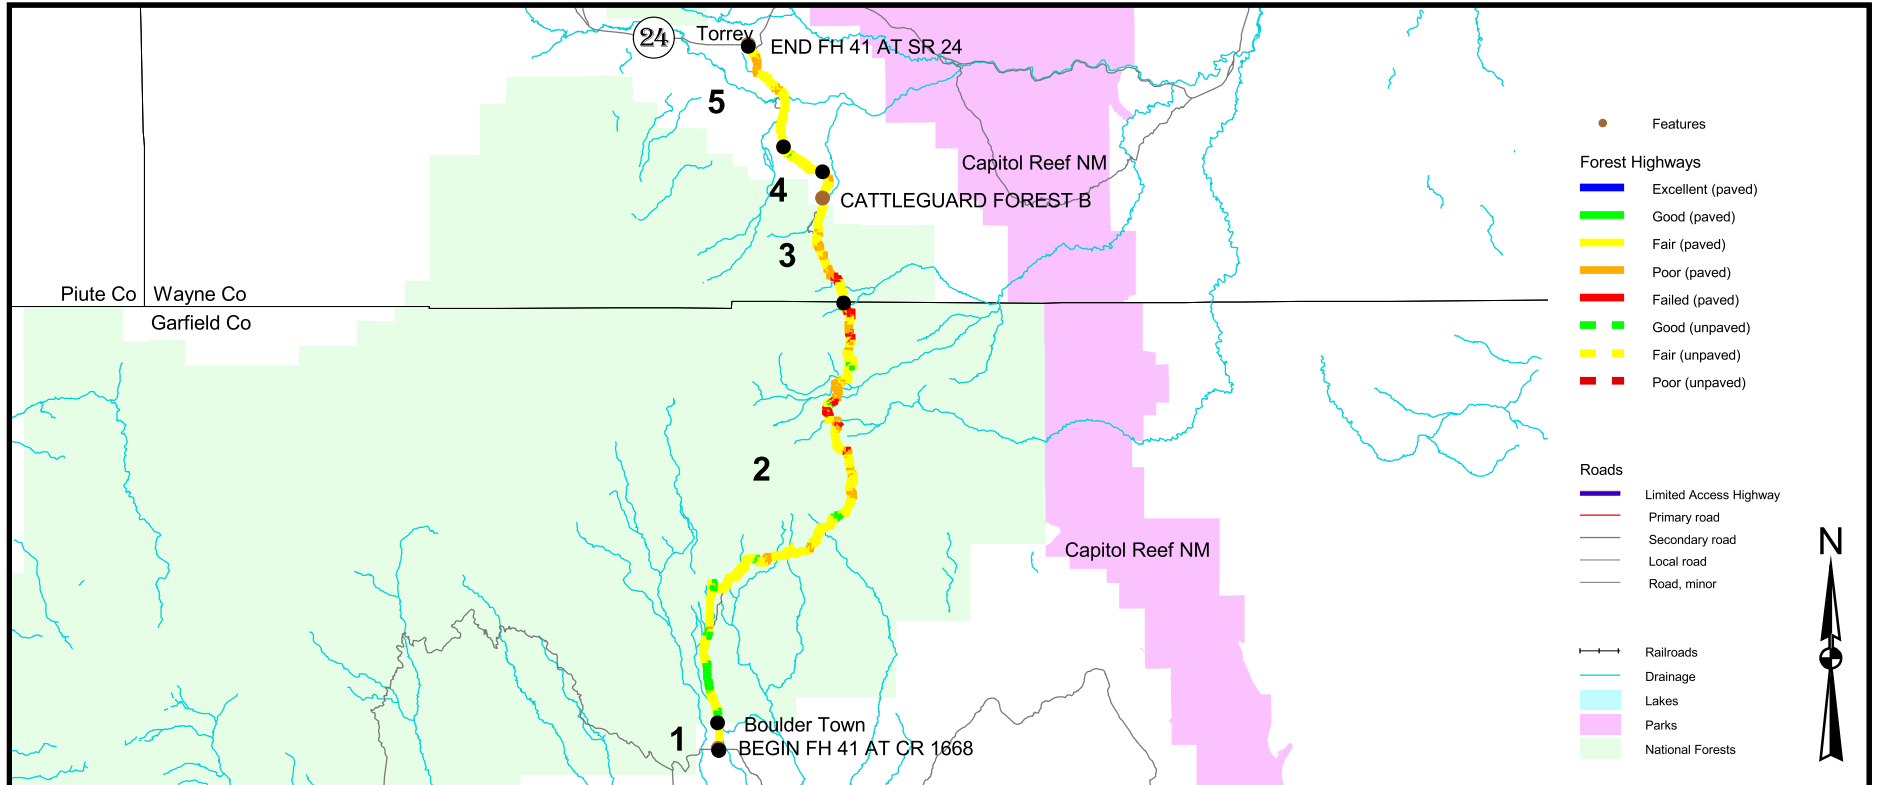 24
Torrey
END FH 41 AT SR 24
5
Capitol Reef NM
4
CATTLEGUARD FOREST B
3
Piute Co
Wayne Co
Garfield Co
2
Capitol Reef NM
Boulder Town
1
BEGIN FH 41 AT CR 1668
Features
Forest Highways
Excellent (paved)
Good (paved)
Fair (paved)
Poor (paved)
Failed (paved)
Good (unpaved)
Fair (unpaved)
Poor (unpaved)
Roads
Limited Access Highway
Primary road
Secondary road
Local road
Road, minor
Railroads
Drainage
Lakes
Parks
National Forests
N